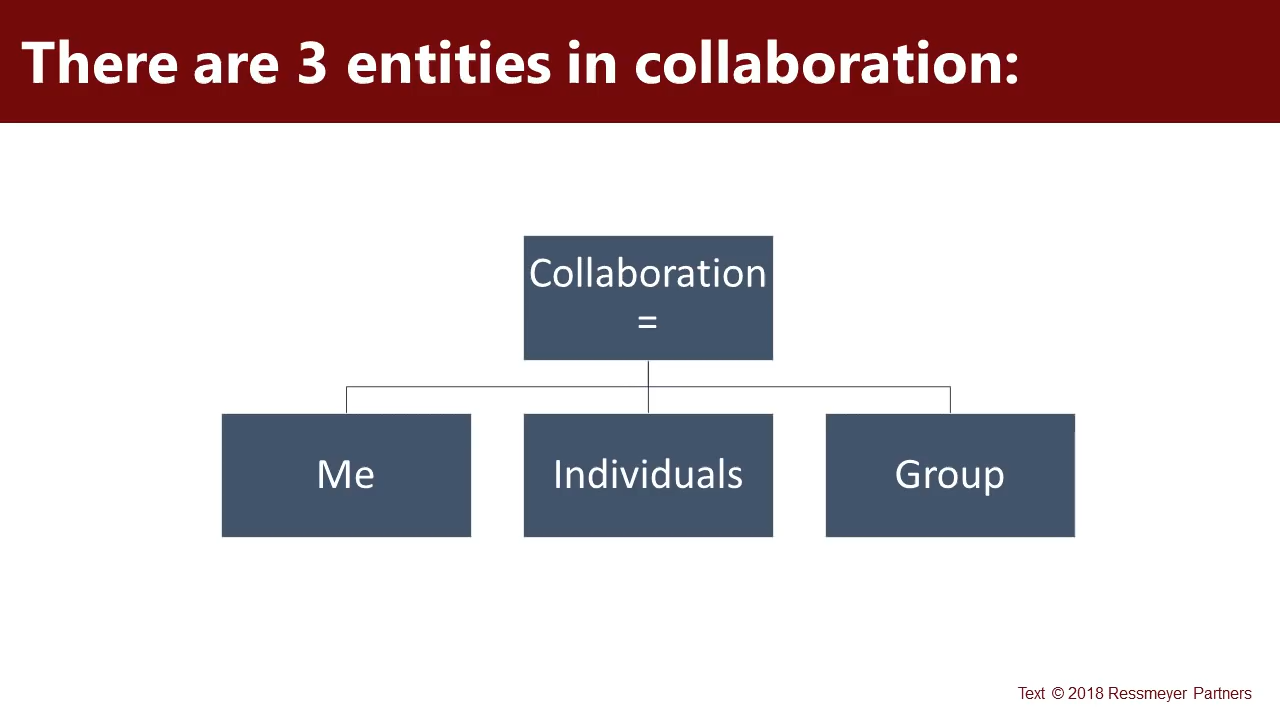 There are 3 entities in collaboration:
Collaboration
=
Me
Individuals
Group
Text © 2018 Ressmeyer Partners